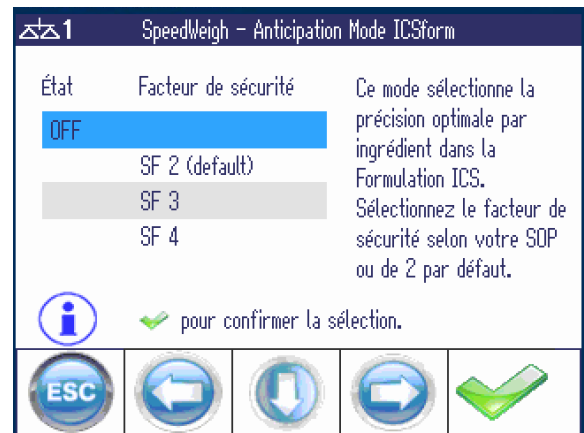 1 SpeedWeigh – Anticipation Mode ICSform
État Facteur de sécurité
OFF
SF 2 (default)
SF 3
SF 4
Ce mode sélectionne la
précision optimale par
ingrédient dans la
Formulation ICS.
Sélectionnez le facteur de
sécurité selon votre SOP
ou de 2 par défaut.
i pour confirmer la sélection.
ESC